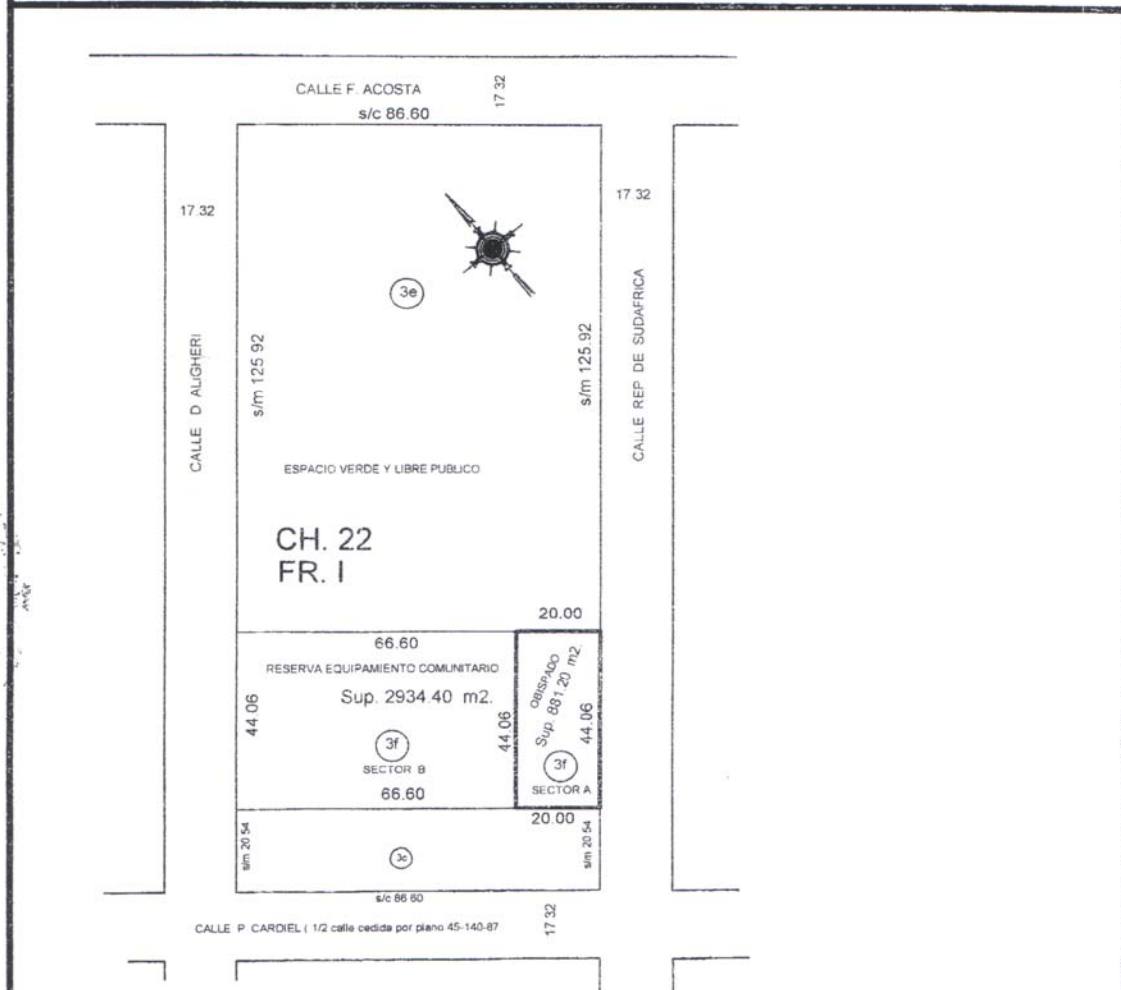 CALLE F. ACOSTA
17 32
s/c 86.60
17.32
17 32
3e
CALLE D ALIGHERI
s/m 125 92
s/m 125.92
CALLE REP DE SUDAFRICA
ESPACIO VERDE Y LIBRE PUBLICO
CH. 22
FR. I
20.00
66.60
RESERVA EQUIPAMIENTO COMUNITARIO
Sup. 2934.40 m2.
44.06
44.06
OBISPADO
Sup. 881.20 m2.
44.06
3f
SECTOR B
3f
SECTOR A
66.60
20.00
s/m 20 54
3c
s/m 20 54
s/c 86 60
CALLE P CARDIEL ( 1/2 calle cedida por plano 45-140-87
17 32